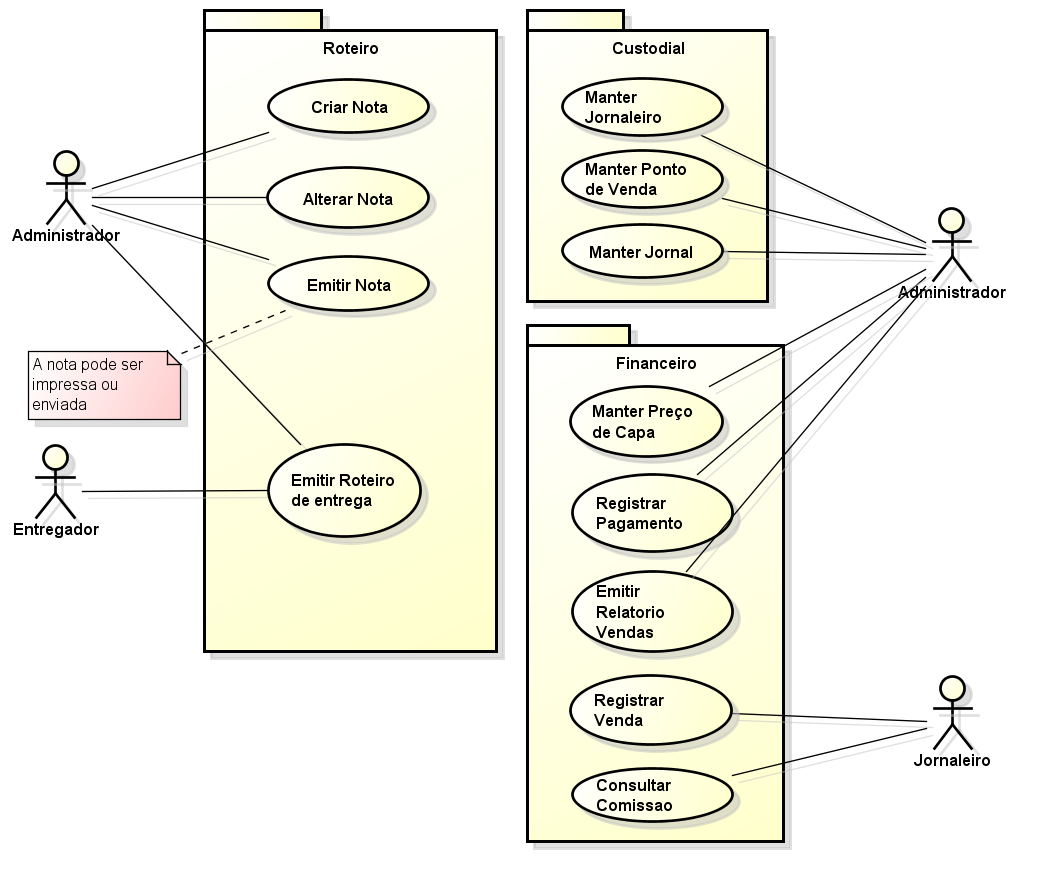 Roteiro
Criar Nota
Alterar Nota
Emitir Nota
Emitir Roteiro
de entrega
Administrador
A nota pode ser
impressa ou
enviada
Entregador
Custodial
Manter
Jornaleiro
Manter Ponto
de Venda
Manter Jornal
Administrador
Financeiro
Manter Preço
de Capa
Registrar
Pagamento
Emitir
Relatorio
Vendas
Registrar
Venda
Consultar
Comissao
Jornaleiro